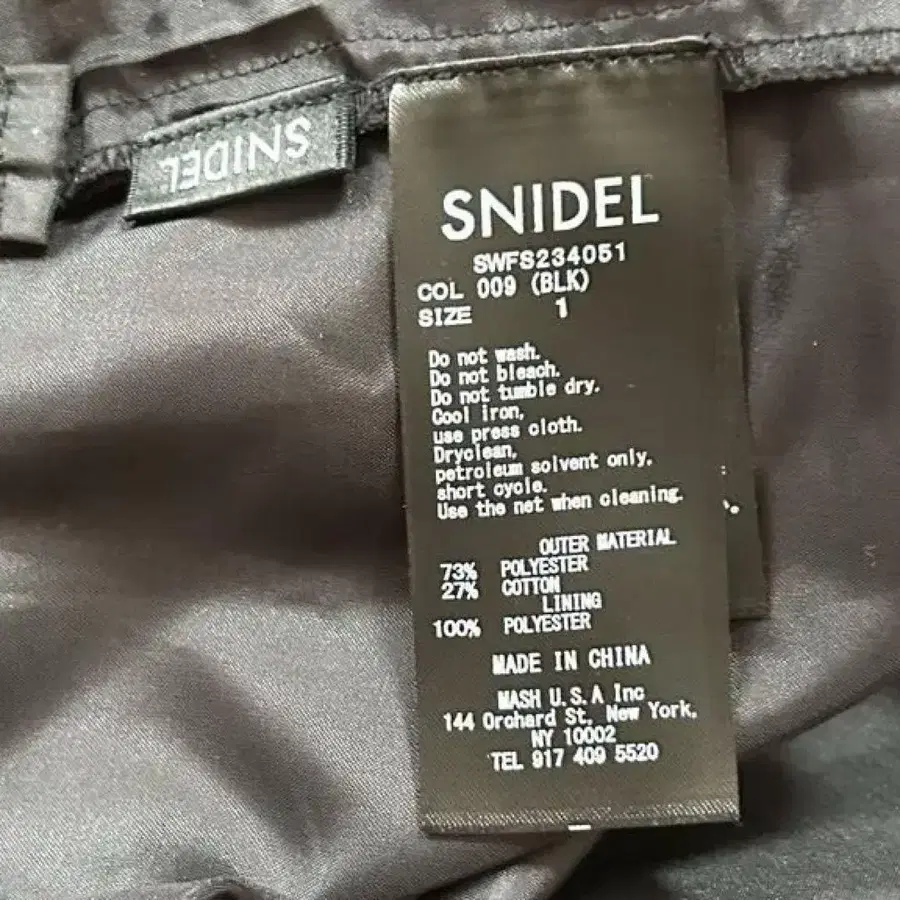 SNIDEL
SNIDEL
SWFS234051
COL 009 (BLK)
SIZE 1
Do not wash.
Do not bleach.
Do not tumble dry.
Cool iron,
use press cloth.
Dryclean,
petroleum solvent only,
short cycle.
Use the net when cleaning.
OUTER MATERIAL
73% POLYESTER
27% COTTON
LINING
100% POLYESTER
MADE IN CHINA
MASH U.S.A Inc
144 Orchard St, New York,
NY 10002
TEL 917 409 5520